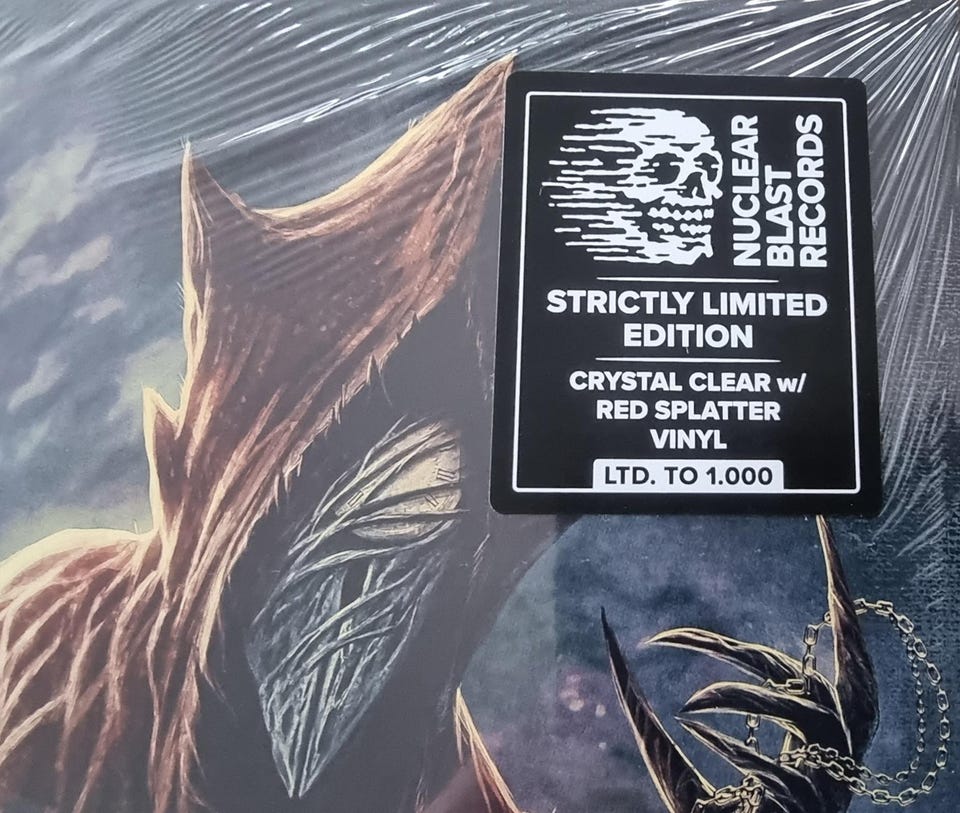 NUCLEAR
BLAST
RECORDS
STRICTLY LIMITED
EDITION
CRYSTAL CLEAR w/
RED SPLATTER
VINYL
LTD. TO 1.000